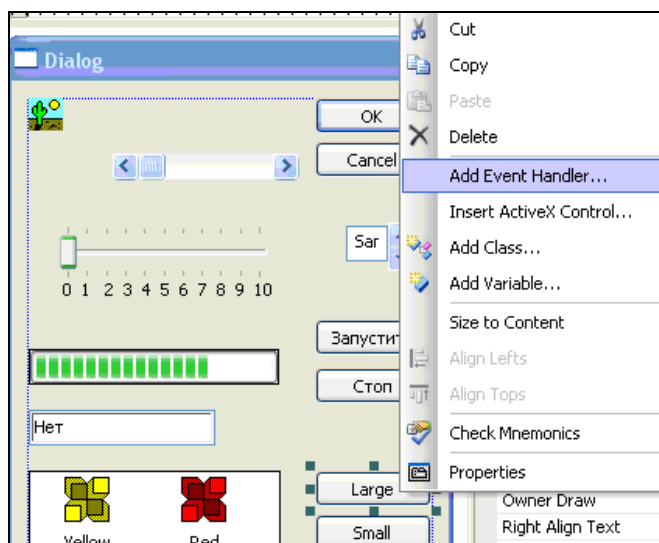 Dialog
OK
Cancel
Sar
0 1 2 3 4 5 6 7 8 9 10
Стоп
Нет
Large
Small
Yellow Red
Cut
Copy
Paste
Delete
Add Event Handler...
Insert ActiveX Control...
Add Class...
Add Variable...
Size to Content
Align Lefts
Align Tops
Check Mnemonics
Properties
Owner Draw
Right Align Text